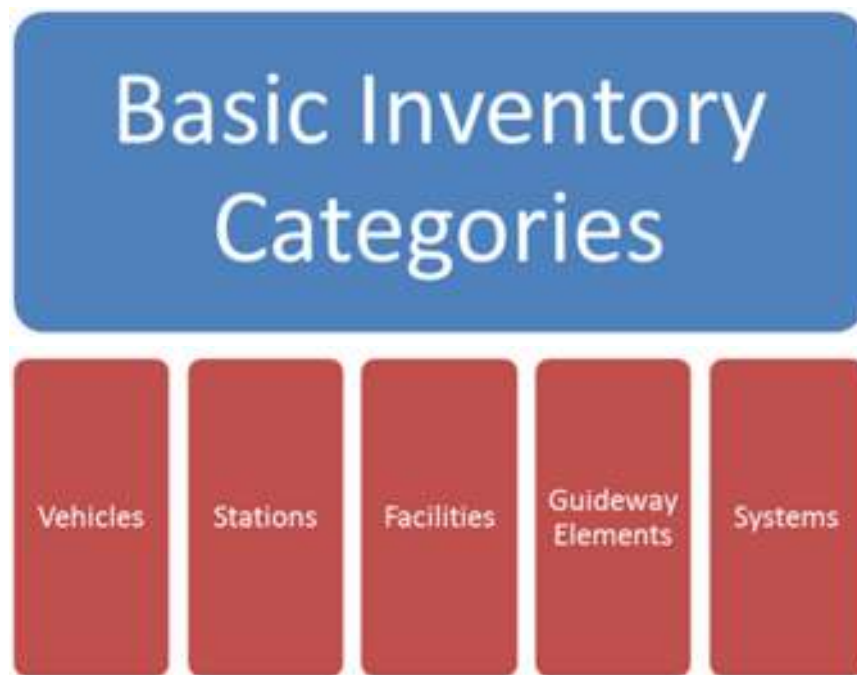 Basic Inventory
Categories
Vehicles
Stations
Facilities
Guideway
Elements
Systems